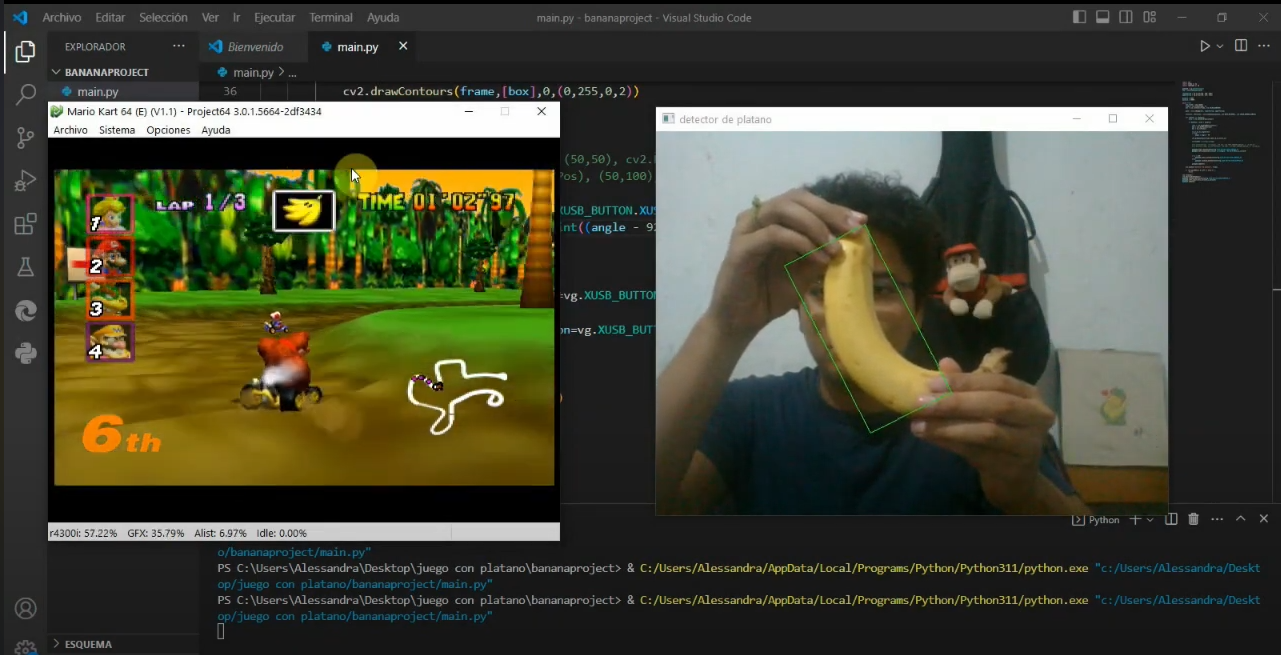 Archivo Editar Selección Ver Ir Ejecutar Terminal Ayuda
main.py - bananaproject - Visual Studio Code
EXPLORADOR ...
Bienvenido
main.py
BANANAPROJECT
main.py
main.py > ...
36 cv2.drawContours(frame,[box],0,(0,255,0,2))
Mario Kart 64 (E) (V1.1) - Project64 3.0.1.5664-2df3434
Archivo Sistema Opciones Ayuda
LAP 1/3
TIME 01'02"97
1
2
3
4
6th
r4300i: 57.22% GFX: 35.79% Alist: 6.97% Idle: 0.00%
(50,50), cv2.
Pos), (50,100)
XUSB_BUTTON.XUS
int((angle - 9
=vg.XUSB_BUTTON
on=vg.XUSB_BUT
)
detector de platano
Python
o/bananaproject/main.py"
PS C:\Users\Alessandra\Desktop\juego con platano\bananaproject> & C:/Users/Alessandra/AppData/Local/Programs/Python/Python311/python.exe "c:/Users/Alessandra/Deskt
op/juego con platano/bananaproject/main.py"
PS C:\Users\Alessandra\Desktop\juego con platano\bananaproject> & C:/Users/Alessandra/AppData/Local/Programs/Python/Python311/python.exe "c:/Users/Alessandra/Deskt
op/juego con platano/bananaproject/main.py"
ESQUEMA